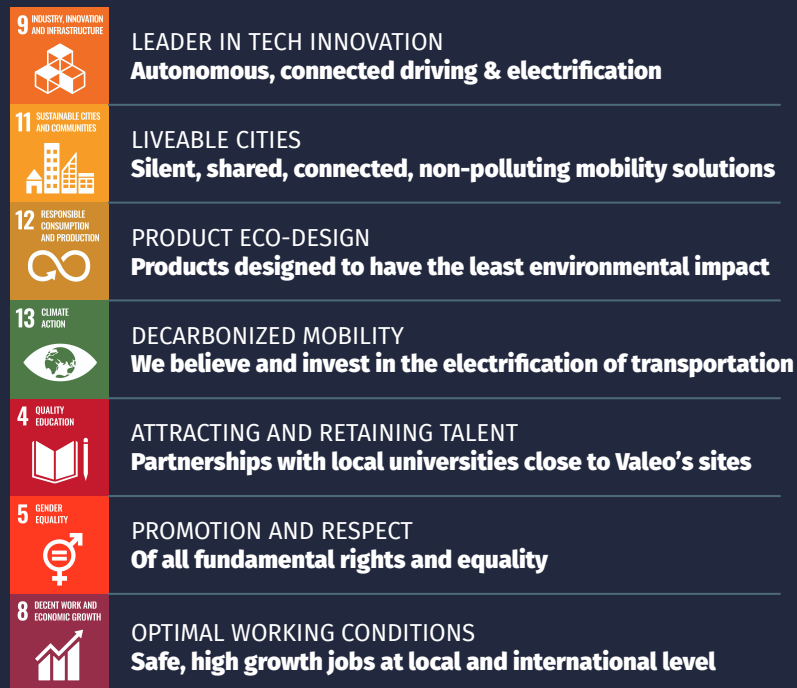 9 INDUSTRY, INNOVATION
AND INFRASTRUCTURE
LEADER IN TECH INNOVATION
Autonomous, connected driving & electrification
11 SUSTAINABLE CITIES
AND COMMUNITIES
LIVEABLE CITIES
Silent, shared, connected, non-polluting mobility solutions
12 RESPONSIBLE
CONSUMPTION
AND PRODUCTION
PRODUCT ECO-DESIGN
Products designed to have the least environmental impact
13 CLIMATE
ACTION
DECARBONIZED MOBILITY
We believe and invest in the electrification of transportation
4 QUALITY
EDUCATION
ATTRACTING AND RETAINING TALENT
Partnerships with local universities close to Valeo's sites
5 GENDER
EQUALITY
PROMOTION AND RESPECT
Of all fundamental rights and equality
8 DECENT WORK AND
ECONOMIC GROWTH
OPTIMAL WORKING CONDITIONS
Safe, high growth jobs at local and international level